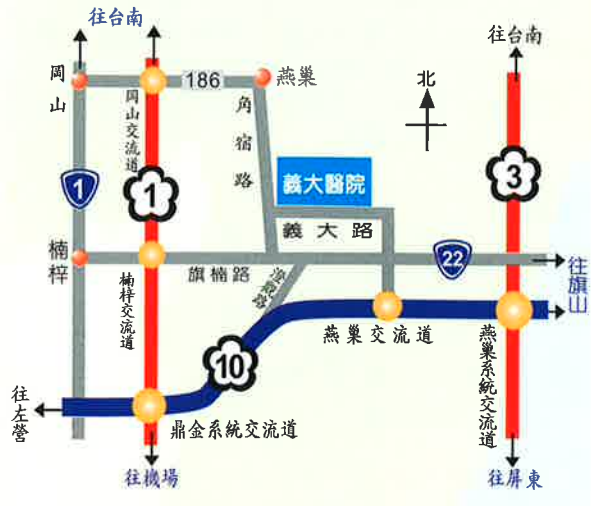 往台南
往台南
岡山
186
燕巢
岡山交流道
角宿路
北
1
1
3
義大醫院
義大路
楠梓
旗楠路
22
往旗山
澄觀路
楠梓交流道
燕巢交流道
燕巢系統交流道
10
往左營
鼎金系統交流道
往機場
往屏東